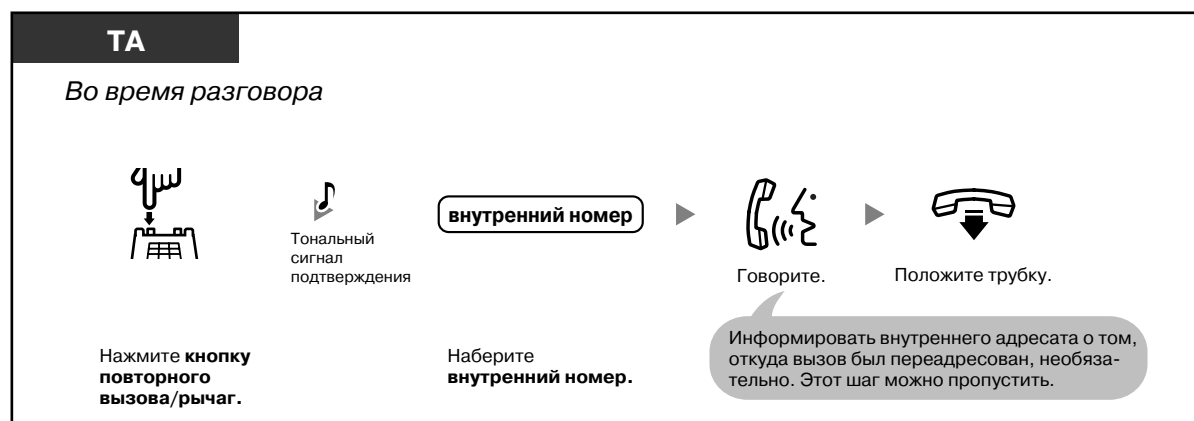 ТА
Во время разговора
Тональный
сигнал
подтверждения
внутренний номер
Говорите.
Положите трубку.
Нажмите кнопку
повторного
вызова/рычаг.
Наберите
внутренний номер.
Информировать внутреннего адресата о том,
откуда вызов был переадресован, необяза-
тельно. Этот шаг можно пропустить.